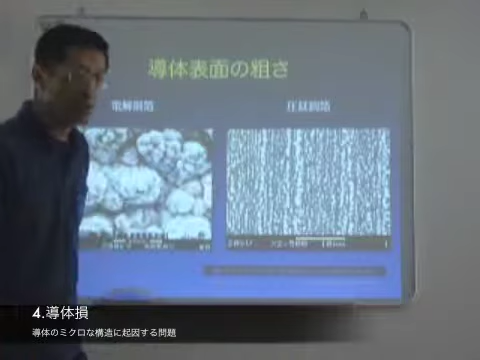 導体表面の粗さ
電解銅箔
圧延銅箔
4.導体損
導体のミクロな構造に起因する問題